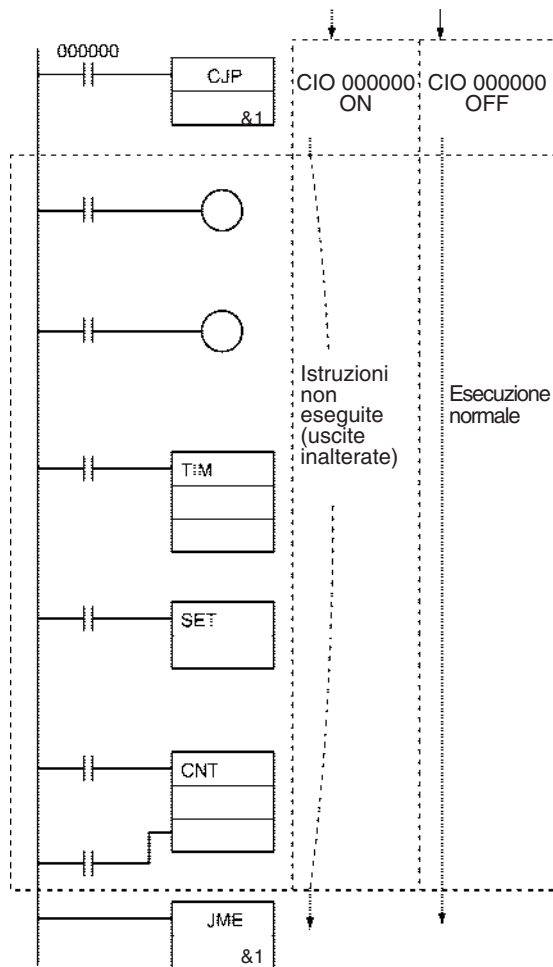 000000
CJP
&1
CIO 000000
ON
CIO 000000
OFF
Istruzioni
non
eseguite
(uscite
inalterate)
Esecuzione
normale
TIM
SET
CNT
JME
&1